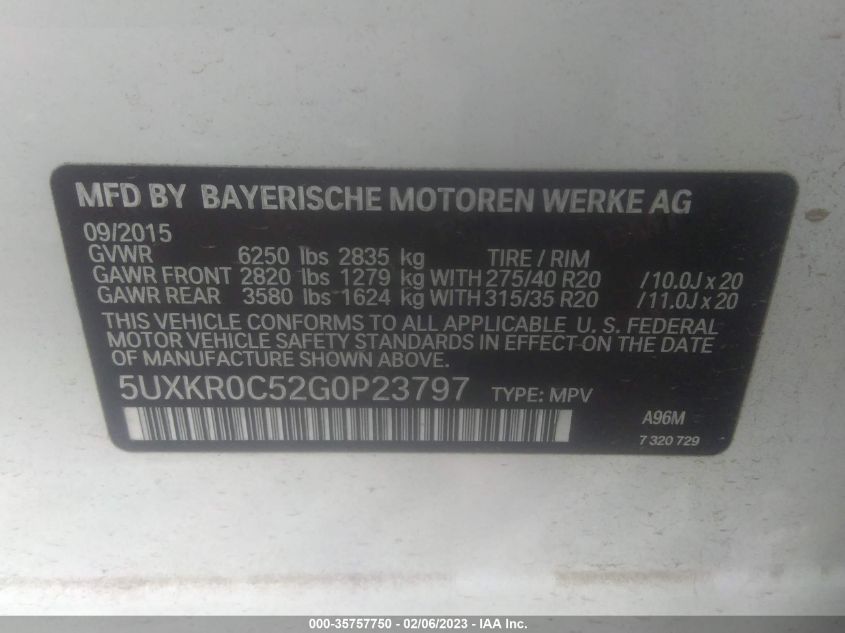 MFD BY BAYERISCHE MOTOREN WERKE AG
09/2015
GVWR 6250 lbs 2835 kg TIRE / RIM
GAWR FRONT 2820 lbs 1279 kg WITH 275/40 R20 /10.0J x 20
GAWR REAR 3580 lbs 1624 kg WITH 315/35 R20 /11.0J x 20
THIS VEHICLE CONFORMS TO ALL APPLICABLE U. S. FEDERAL
MOTOR VEHICLE SAFETY STANDARDS IN EFFECT ON THE DATE
OF MANUFACTURE SHOWN ABOVE.
5UXKR0C52G0P23797 TYPE: MPV
A96M
7 320 729
000-35757750 - 02/06/2023 - IAA Inc.